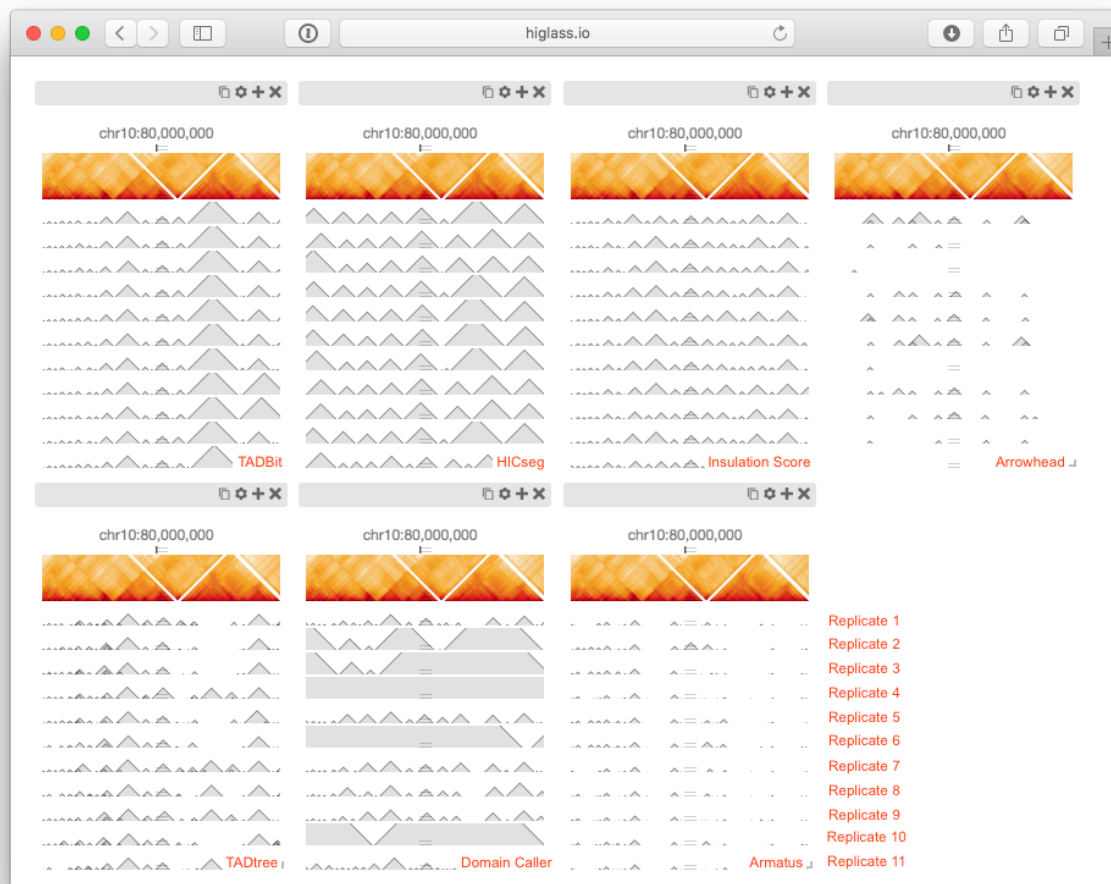 higlass.io
chr10:80,000,000
chr10:80,000,000
chr10:80,000,000
chr10:80,000,000
TADBit
HICseg
Insulation Score
Arrowhead
chr10:80,000,000
chr10:80,000,000
chr10:80,000,000
Replicate 1
Replicate 2
Replicate 3
Replicate 4
Replicate 5
Replicate 6
Replicate 7
Replicate 8
Replicate 9
Replicate 10
TADtree
Domain Caller
Armatus
Replicate 11